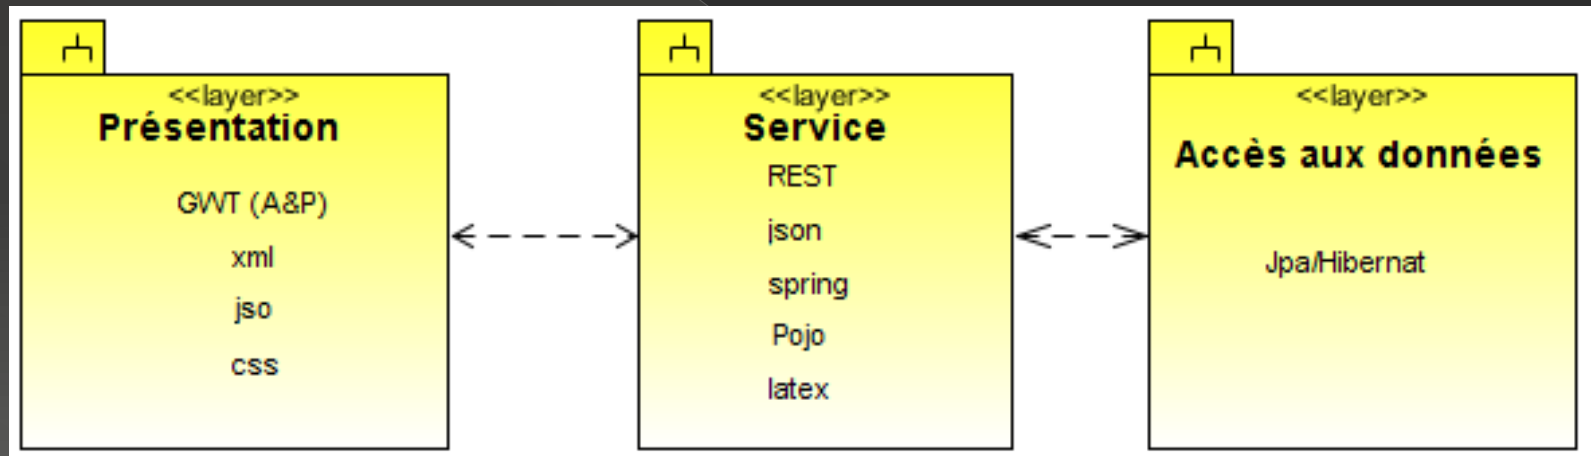 <<layer>>
Présentation
GWT (A&P)
xml
jso
css
<<layer>>
Service
REST
json
spring
Pojo
latex
<<layer>>
Accès aux données
Jpa/Hibernat